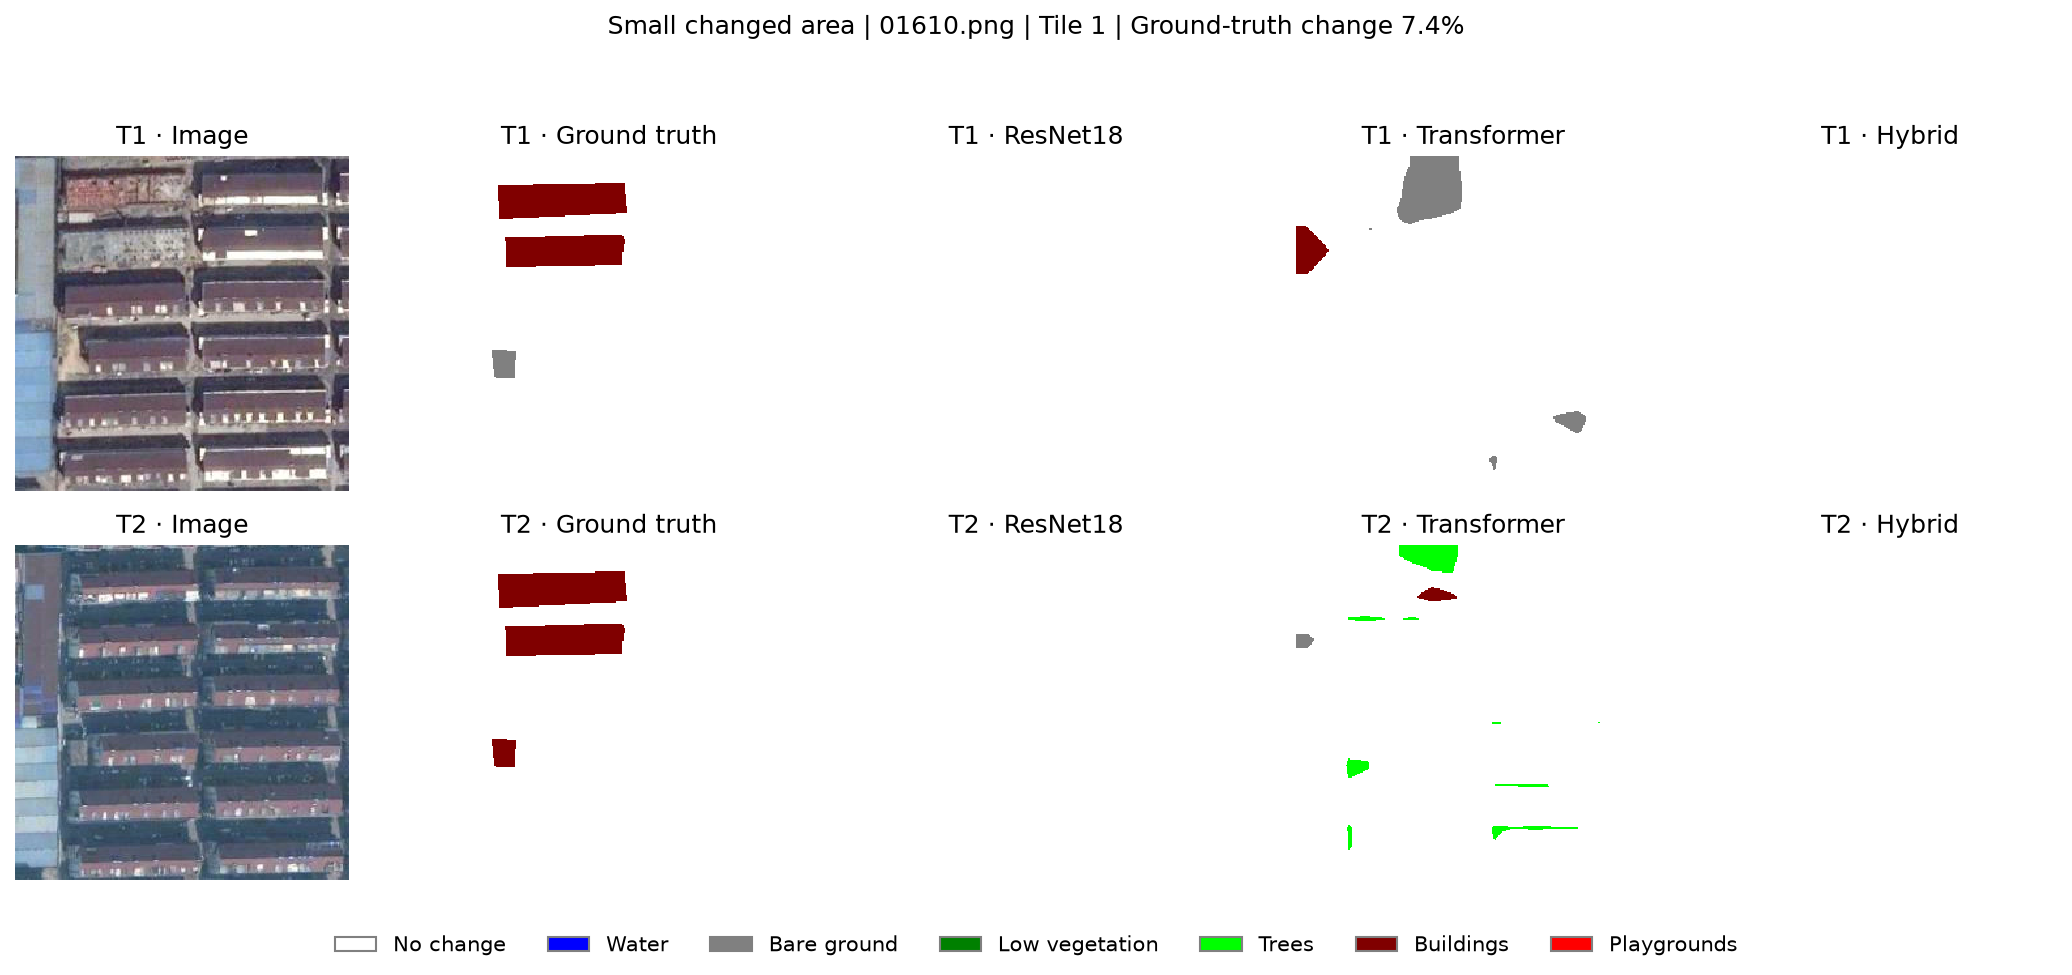 Small changed area | 01610.png | Tile 1 | Ground-truth change 7.4%
T1 · Image
T1 · Ground truth
T1 · ResNet18
T1 · Transformer
T1 · Hybrid
T2 · Image
T2 · Ground truth
T2 · ResNet18
T2 · Transformer
T2 · Hybrid
No change
Water
Bare ground
Low vegetation
Trees
Buildings
Playgrounds